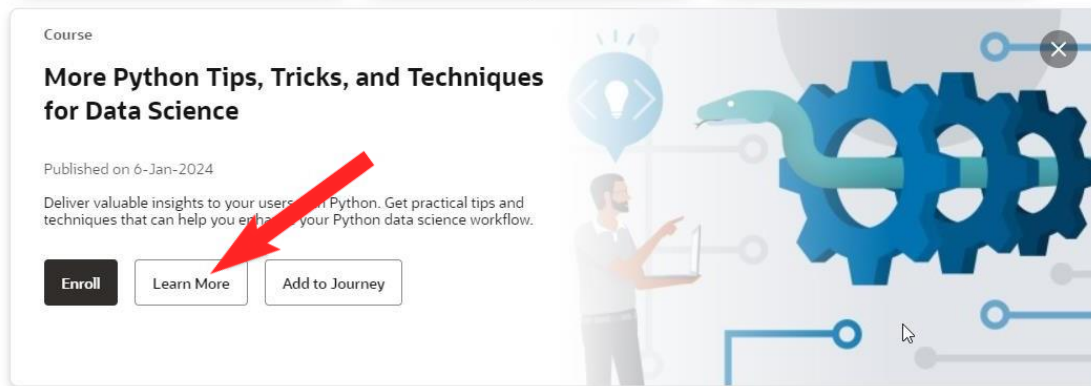 Course
More Python Tips, Tricks, and Techniques
for Data Science
Published on 6-Jan-2024
Deliver valuable insights to your users Python. Get practical tips and
techniques that can help you your Python data science workflow.
Enroll
Learn More
Add to Journey